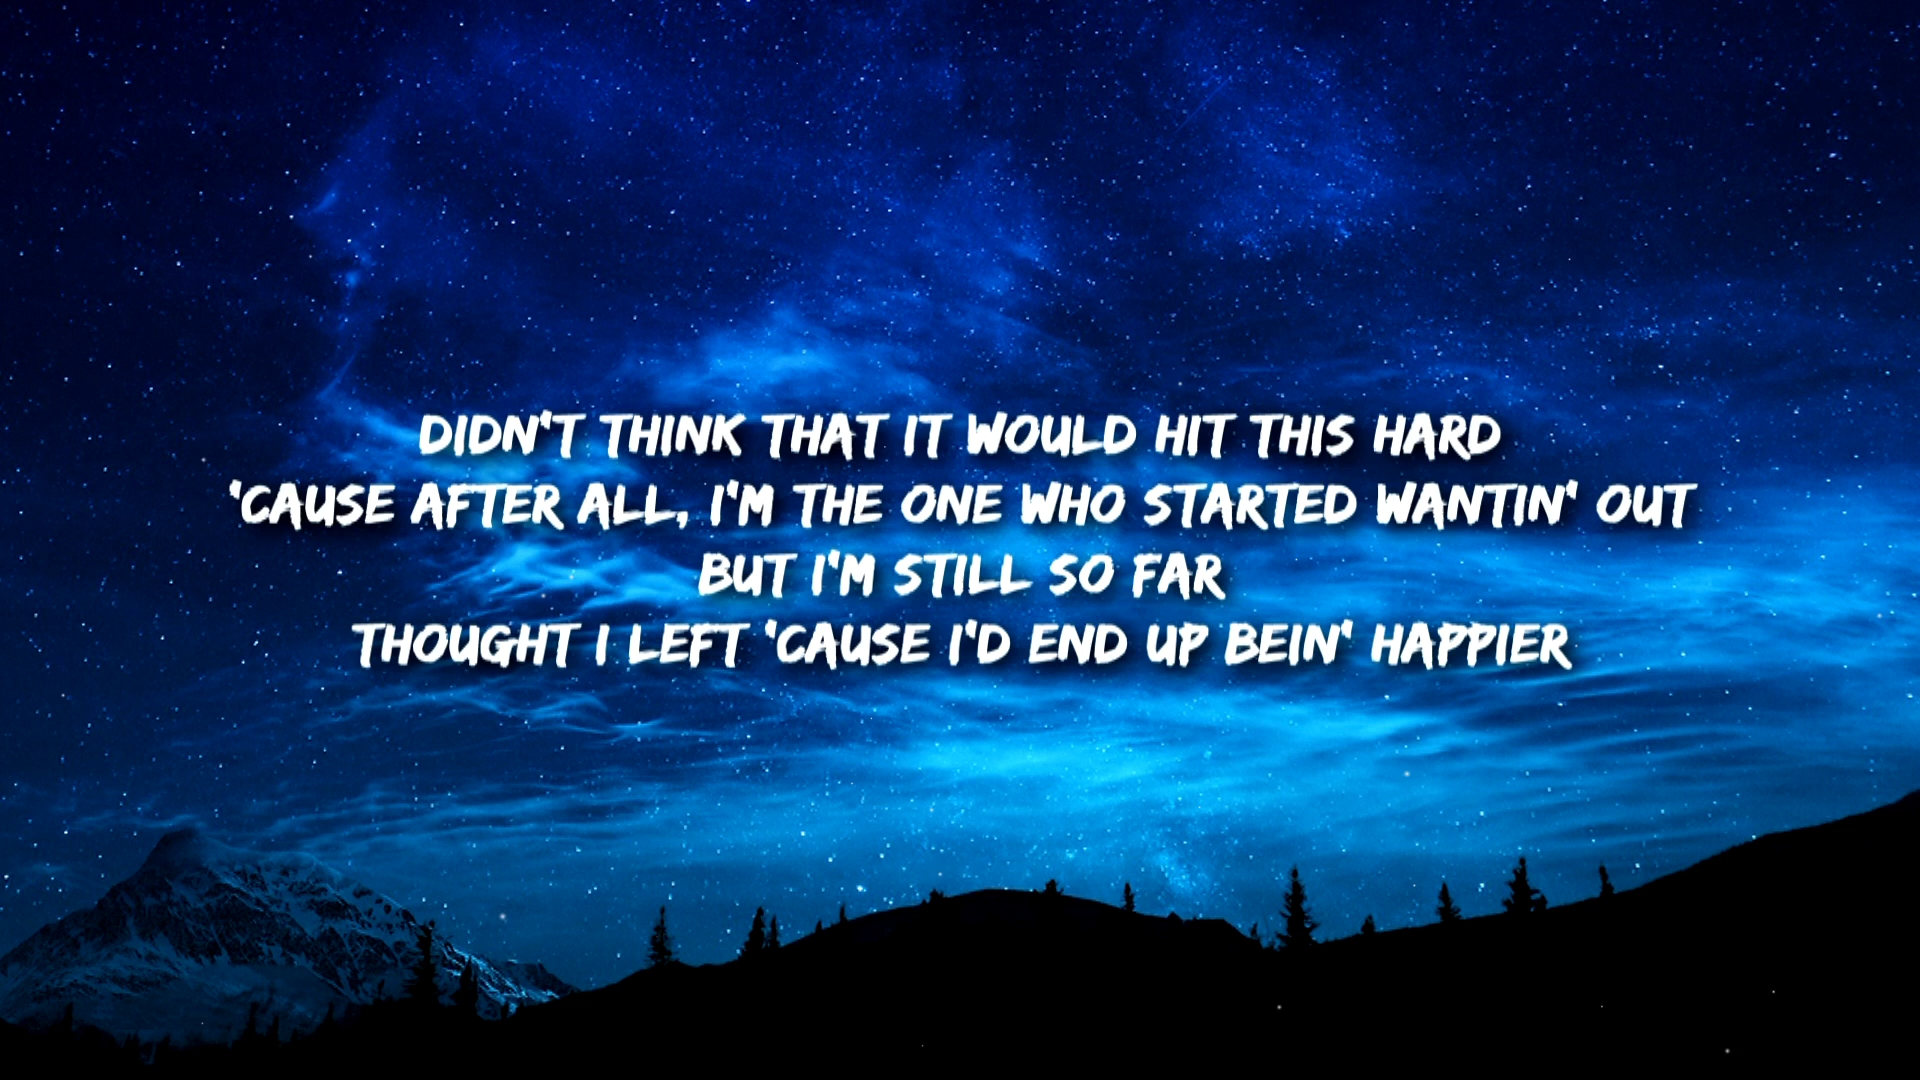 DIDN'T THINK THAT IT WOULD HIT THIS HARD
'CAUSE AFTER ALL, I'M THE ONE WHO STARTED WANTIN' OUT
BUT I'M STILL SO FAR
THOUGHT I LEFT 'CAUSE I'D END UP BEIN' HAPPIER